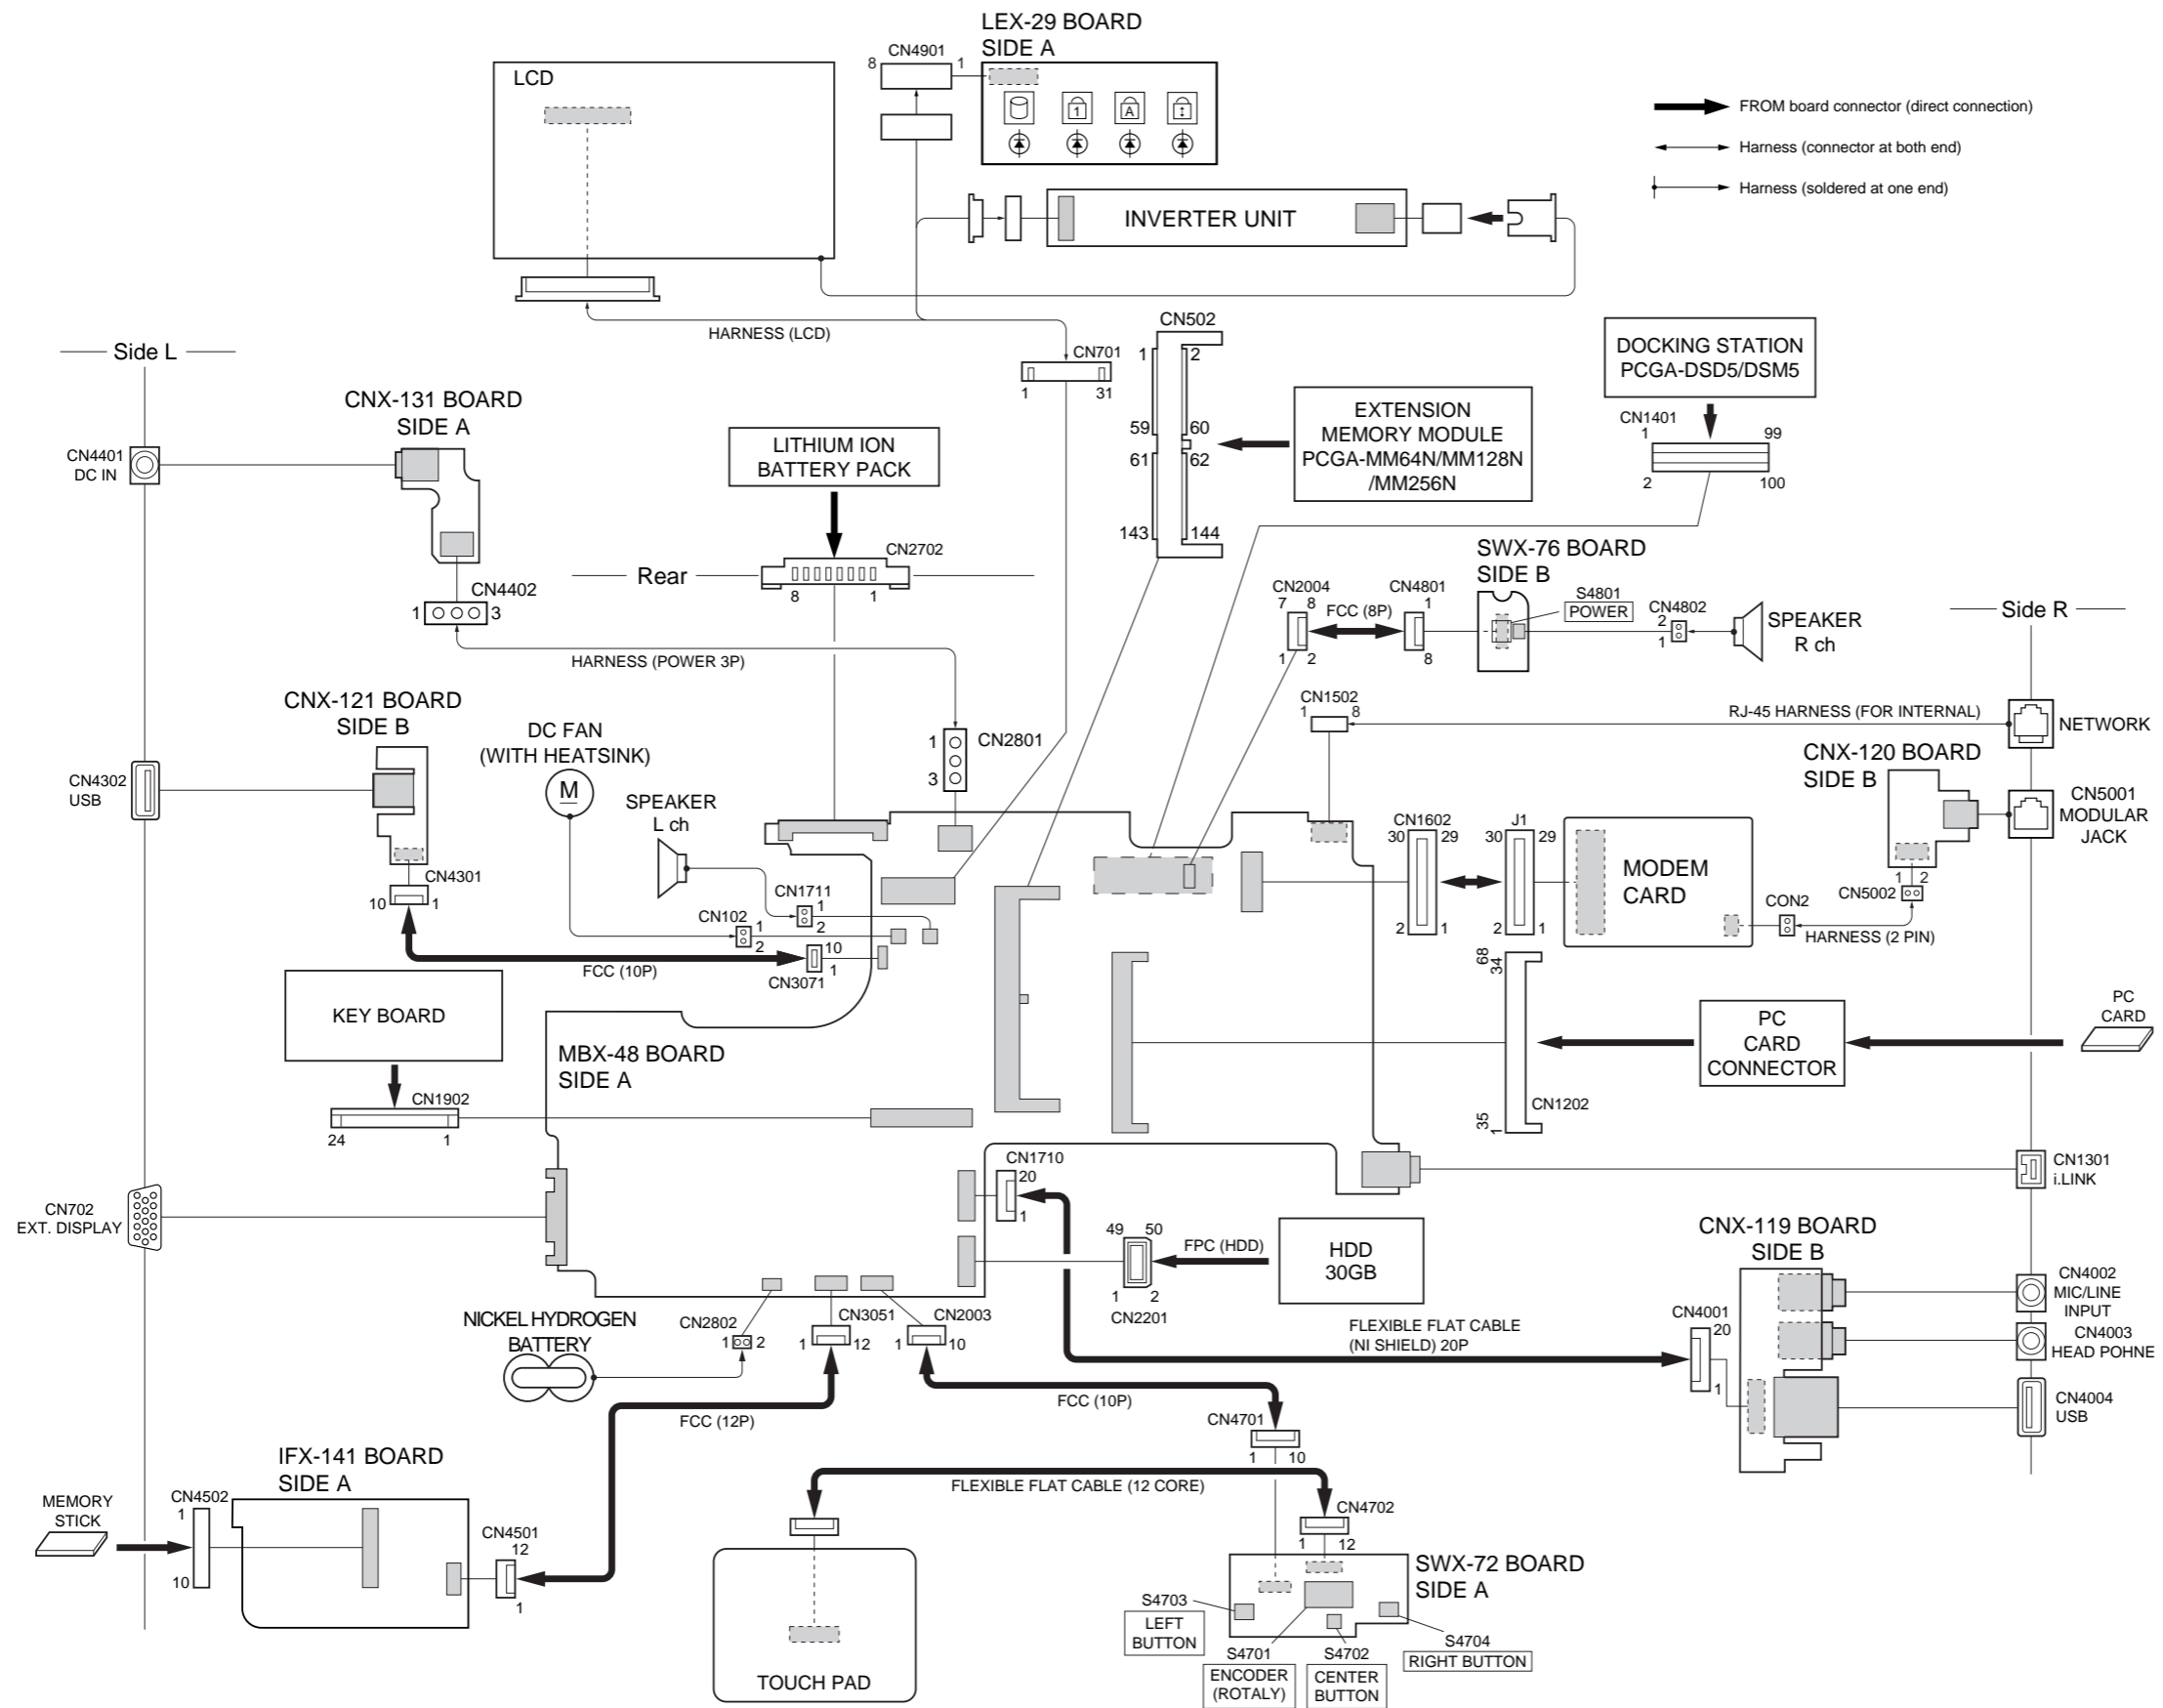 LEX-29 BOARD
SIDE A
CN4901
8
1
1
A
LCD
FROM board connector (direct connection)
Harness (connector at both end)
Harness (soldered at one end)
INVERTER UNIT
HARNESS (LCD)
CN701
1
31
CN502
1
2
59
60
61
62
143
144
EXTENSION
MEMORY MODULE
PCGA-MM64N/MM128N
/MM256N
DOCKING STATION
PCGA-DSD5/DSM5
CN1401
1
99
2
100
Side L
CNX-131 BOARD
SIDE A
CN4401
DC IN
CN4402
1
3
HARNESS (POWER 3P)
LITHIUM ION
BATTERY PACK
Rear
CN2702
8
1
SWX-76 BOARD
SIDE B
CN2004
7
8
1
2
FCC (8P)
CN4801
1
8
S4801
POWER
CN4802
2
1
SPEAKER
R ch
Side R
CNX-121 BOARD
SIDE B
CN4302
USB
CN4301
10
1
DC FAN
(WITH HEATSINK)
M
SPEAKER
L ch
CN2801
1
3
CN1711
1
2
CN102
1
2
10
1
CN3071
FCC (10P)
CN1502
1
8
RJ-45 HARNESS (FOR INTERNAL)
NETWORK
CNX-120 BOARD
SIDE B
CN5001
MODULAR
JACK
CN1602
30
29
2
1
J1
30
29
2
1
MODEM
CARD
1
2
CN5002
CON2
HARNESS (2 PIN)
KEY BOARD
CN1902
24
1
MBX-48 BOARD
SIDE A
68
34
35
1
CN1202
PC
CARD
CONNECTOR
PC
CARD
CN702
EXT. DISPLAY
CN1710
20
1
CN1301
i.LINK
49
50
1
2
CN2201
FPC (HDD)
HDD
30GB
CNX-119 BOARD
SIDE B
CN4002
MIC/LINE
INPUT
CN4003
HEAD POHNE
CN4004
USB
CN4001
20
1
FLEXIBLE FLAT CABLE
(NI SHIELD) 20P
NICKEL HYDROGEN
BATTERY
CN2802
1
2
CN3051
1
12
CN2003
1
10
FCC (12P)
FCC (10P)
CN4701
1
10
IFX-141 BOARD
SIDE A
MEMORY
STICK
CN4502
1
10
CN4501
12
1
FLEXIBLE FLAT CABLE (12 CORE)
CN4702
1
12
TOUCH PAD
SWX-72 BOARD
SIDE A
S4703
LEFT
BUTTON
S4701
ENCODER
(ROTALY)
S4702
CENTER
BUTTON
S4704
RIGHT BUTTON